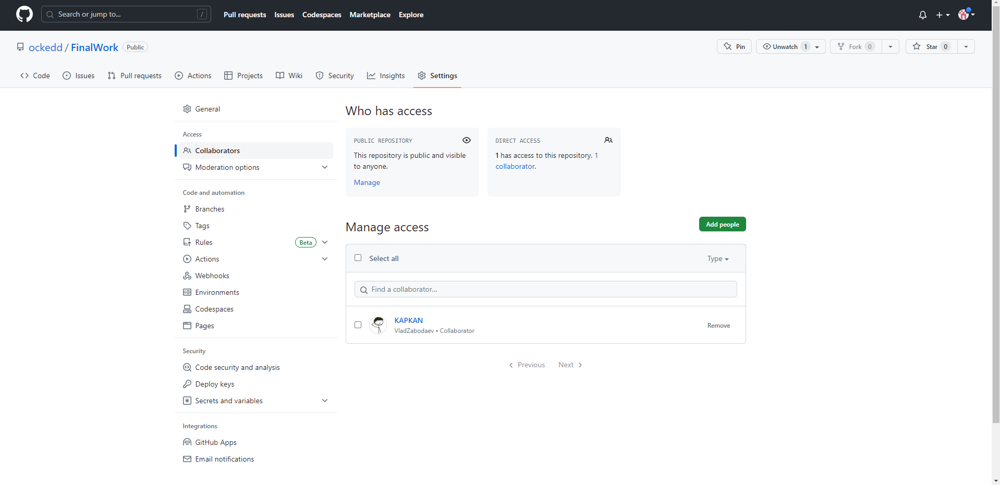 Search or jump to... /
Pull requests Issues Codespaces Marketplace Explore
ockedd / FinalWork Public
Pin Unwatch 1 Fork 0 Star 0
Code Issues Pull requests Actions Projects Wiki Security Insights Settings
General
Access
Collaborators
Moderation options
Code and automation
Branches
Tags
Rules Beta
Actions
Webhooks
Environments
Codespaces
Pages
Security
Code security and analysis
Deploy keys
Secrets and variables
Integrations
GitHub Apps
Email notifications
Who has access
PUBLIC REPOSITORY
This repository is public and visible
to anyone.
Manage
DIRECT ACCESS
1 has access to this repository. 1
collaborator.
Manage access
Add people
Select all Type
Find a collaborator...
KAPKAN
VladZabodaev • Collaborator
Remove
Previous Next